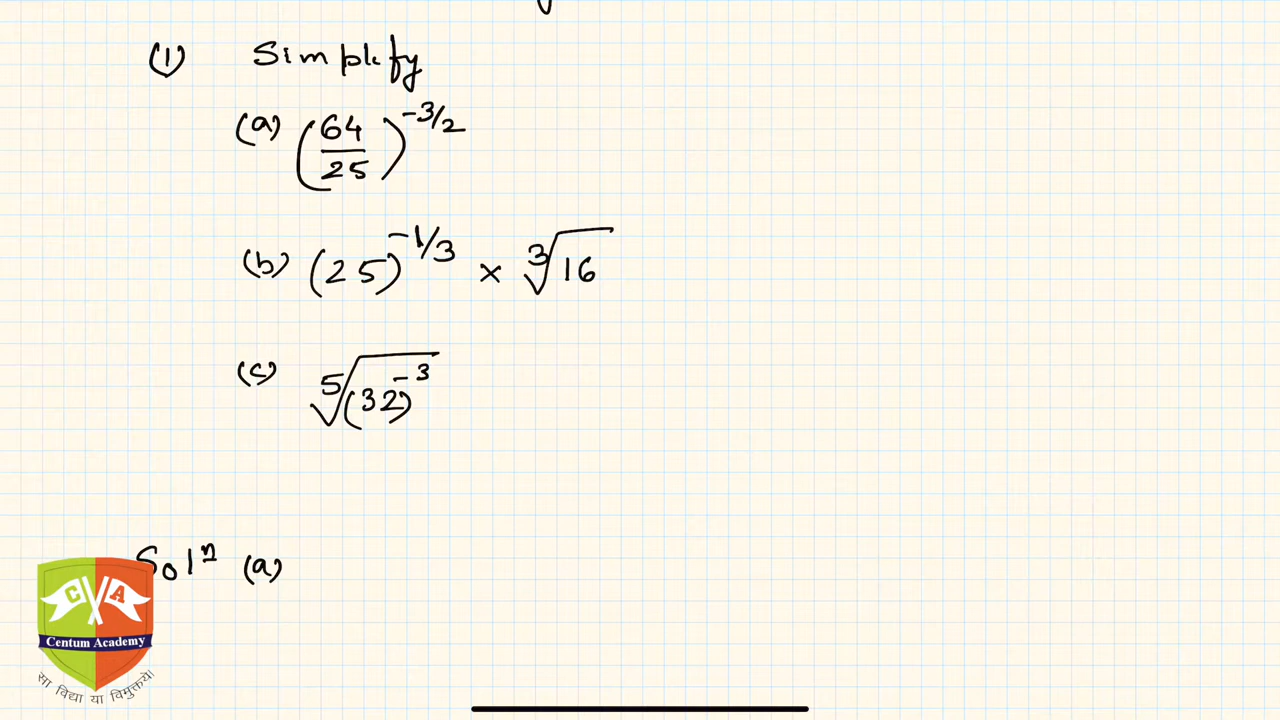 (1) Simplify
(a) (64/25)^-3/2
(b) (25)^-1/3 × ∛16
(c) ⁵√(32)^-3
Solⁿ (a)
C A
Centum Academy
सा विद्या या विमुक्तये।